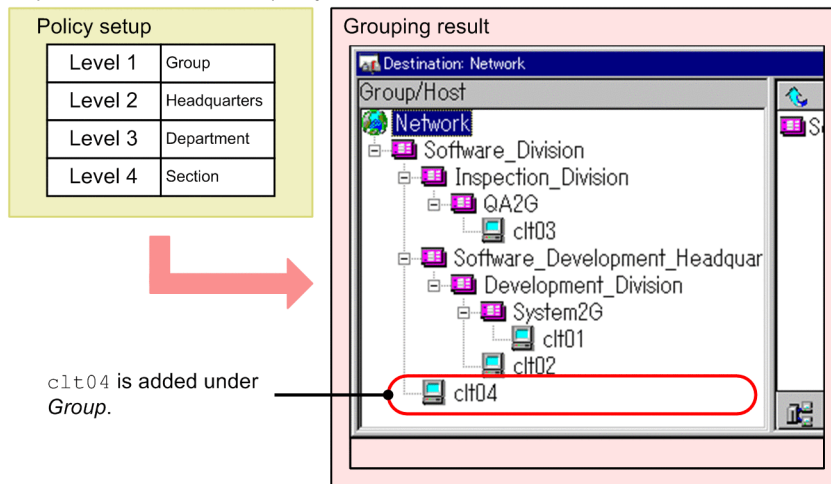 Policy setup
Level 1 Group
Level 2 Headquarters
Level 3 Department
Level 4 Section
clt04 is added under
Group.
Grouping result
Destination: Network
Group/Host
Network
Software_Division
Inspection_Division
QA2G
clt03
Software_Development_Headquar
Development_Division
System2G
clt01
clt02
clt04